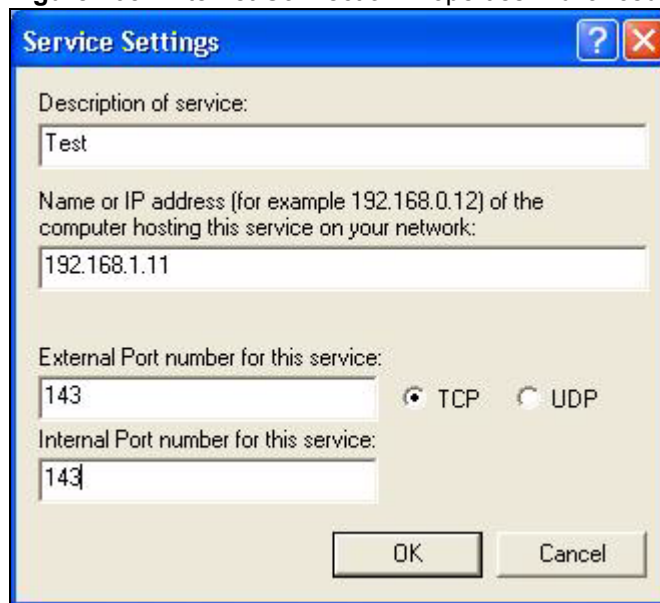 Service Settings
Description of service:
Test
Name or IP address (for example 192.168.0.12) of the
computer hosting this service on your network:
192.168.1.11
External Port number for this service:
143
TCP
UDP
Internal Port number for this service:
143
OK
Cancel